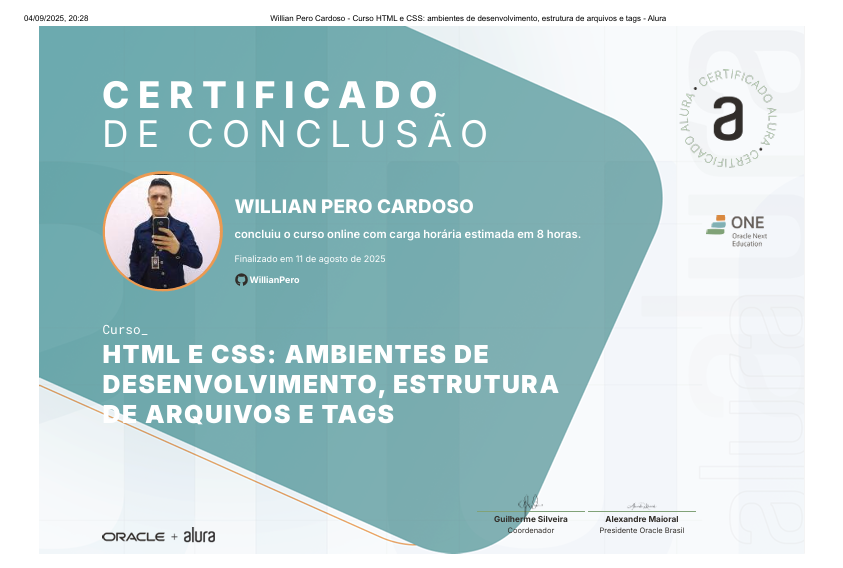 04/09/2025, 20:28
Willian Pero Cardoso - Curso HTML e CSS: ambientes de desenvolvimento, estrutura de arquivos e tags - Alura
CERTIFICADO
DE CONCLUSÃO
CERTIFICADO ALURA • CERTIFICADO ALURA •
a
WILLIAN PERO CARDOSO
concluiu o curso online com carga horária estimada em 8 horas.
Finalizado em 11 de agosto de 2025
WillianPero
ONE
Oracle Next
Education
Curso_
HTML E CSS: AMBIENTES DE
DESENVOLVIMENTO, ESTRUTURA
DE ARQUIVOS E TAGS
alura
Guilherme Silveira
Coordenador
Alexandre Maioral
Presidente Oracle Brasil
ORACLE + alura